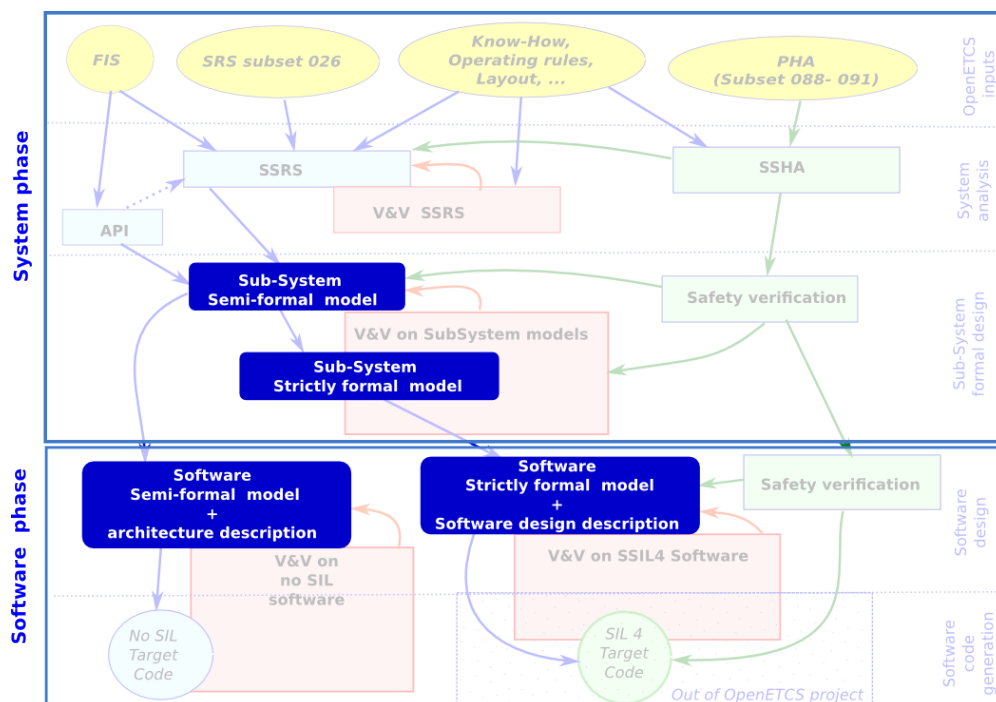 FIS
SRS subset 026
Know-How,
Operating rules,
Layout, ...
PHA
(Subset 088- 091)
OpenETCS
inputs
System phase
SSRS
SSHA
V&V  SSRS
API
System
analysis
Sub-System
Semi-formal  model
Safety verification
V&V on SubSystem models
Sub-System
Strictly formal  model
Sub-System
formal design
Software  phase
Software
Semi-formal  model
+
architecture description
Software
Strictly formal  model
+
Software design description
Safety verification
Software
design
V&V on
no SIL
software
V&V on SSIL4 Software
No SIL
Target
Code
SIL 4
Target
Code
Out of OpenETCS project
Software
code
generation